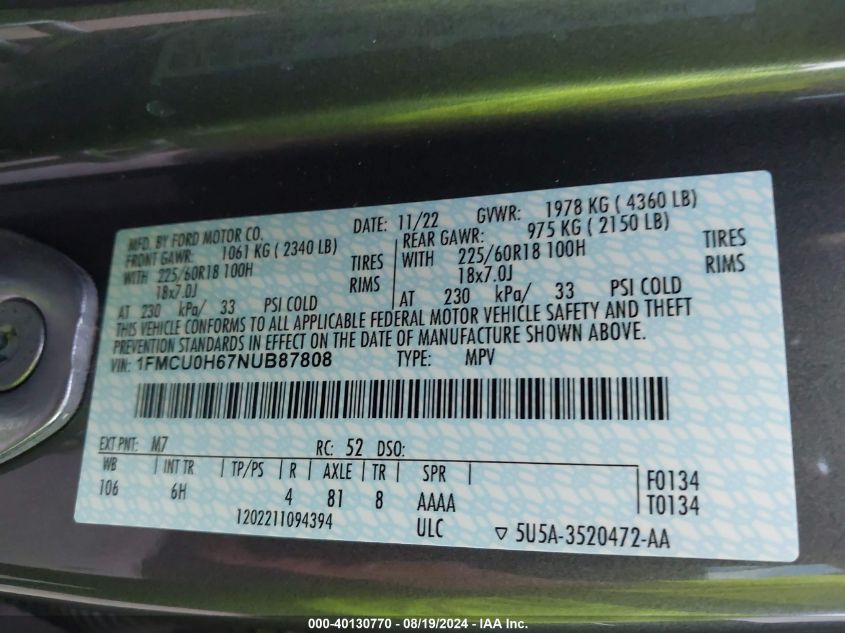 MFD. BY FORD MOTOR CO. DATE: 11/22 GVWR: 1978 KG ( 4360 LB)
FRONT GAWR: 1061 KG ( 2340 LB) REAR GAWR: 975 KG ( 2150 LB)
WITH 225/60R18 100H TIRES WITH 225/60R18 100H TIRES
18x7.0J RIMS 18x7.0J RIMS
AT 230 kPa/ 33 PSI COLD AT 230 kPa/ 33 PSI COLD
THIS VEHICLE CONFORMS TO ALL APPLICABLE FEDERAL MOTOR VEHICLE SAFETY AND THEFT
PREVENTION STANDARDS IN EFFECT ON THE DATE OF MANUFACTURE SHOWN ABOVE.
VIN: 1FMCU0H67NUB87808 TYPE: MPV
EXT PNT: M7 RC: 52 DSO:
WB INT TR TP/PS R AXLE TR SPR F0134
106 6H 4 81 8 AAAA T0134
1202211094394 ULC ▽ 5U5A-3520472-AA
000-40130770 - 08/19/2024 - IAA Inc.